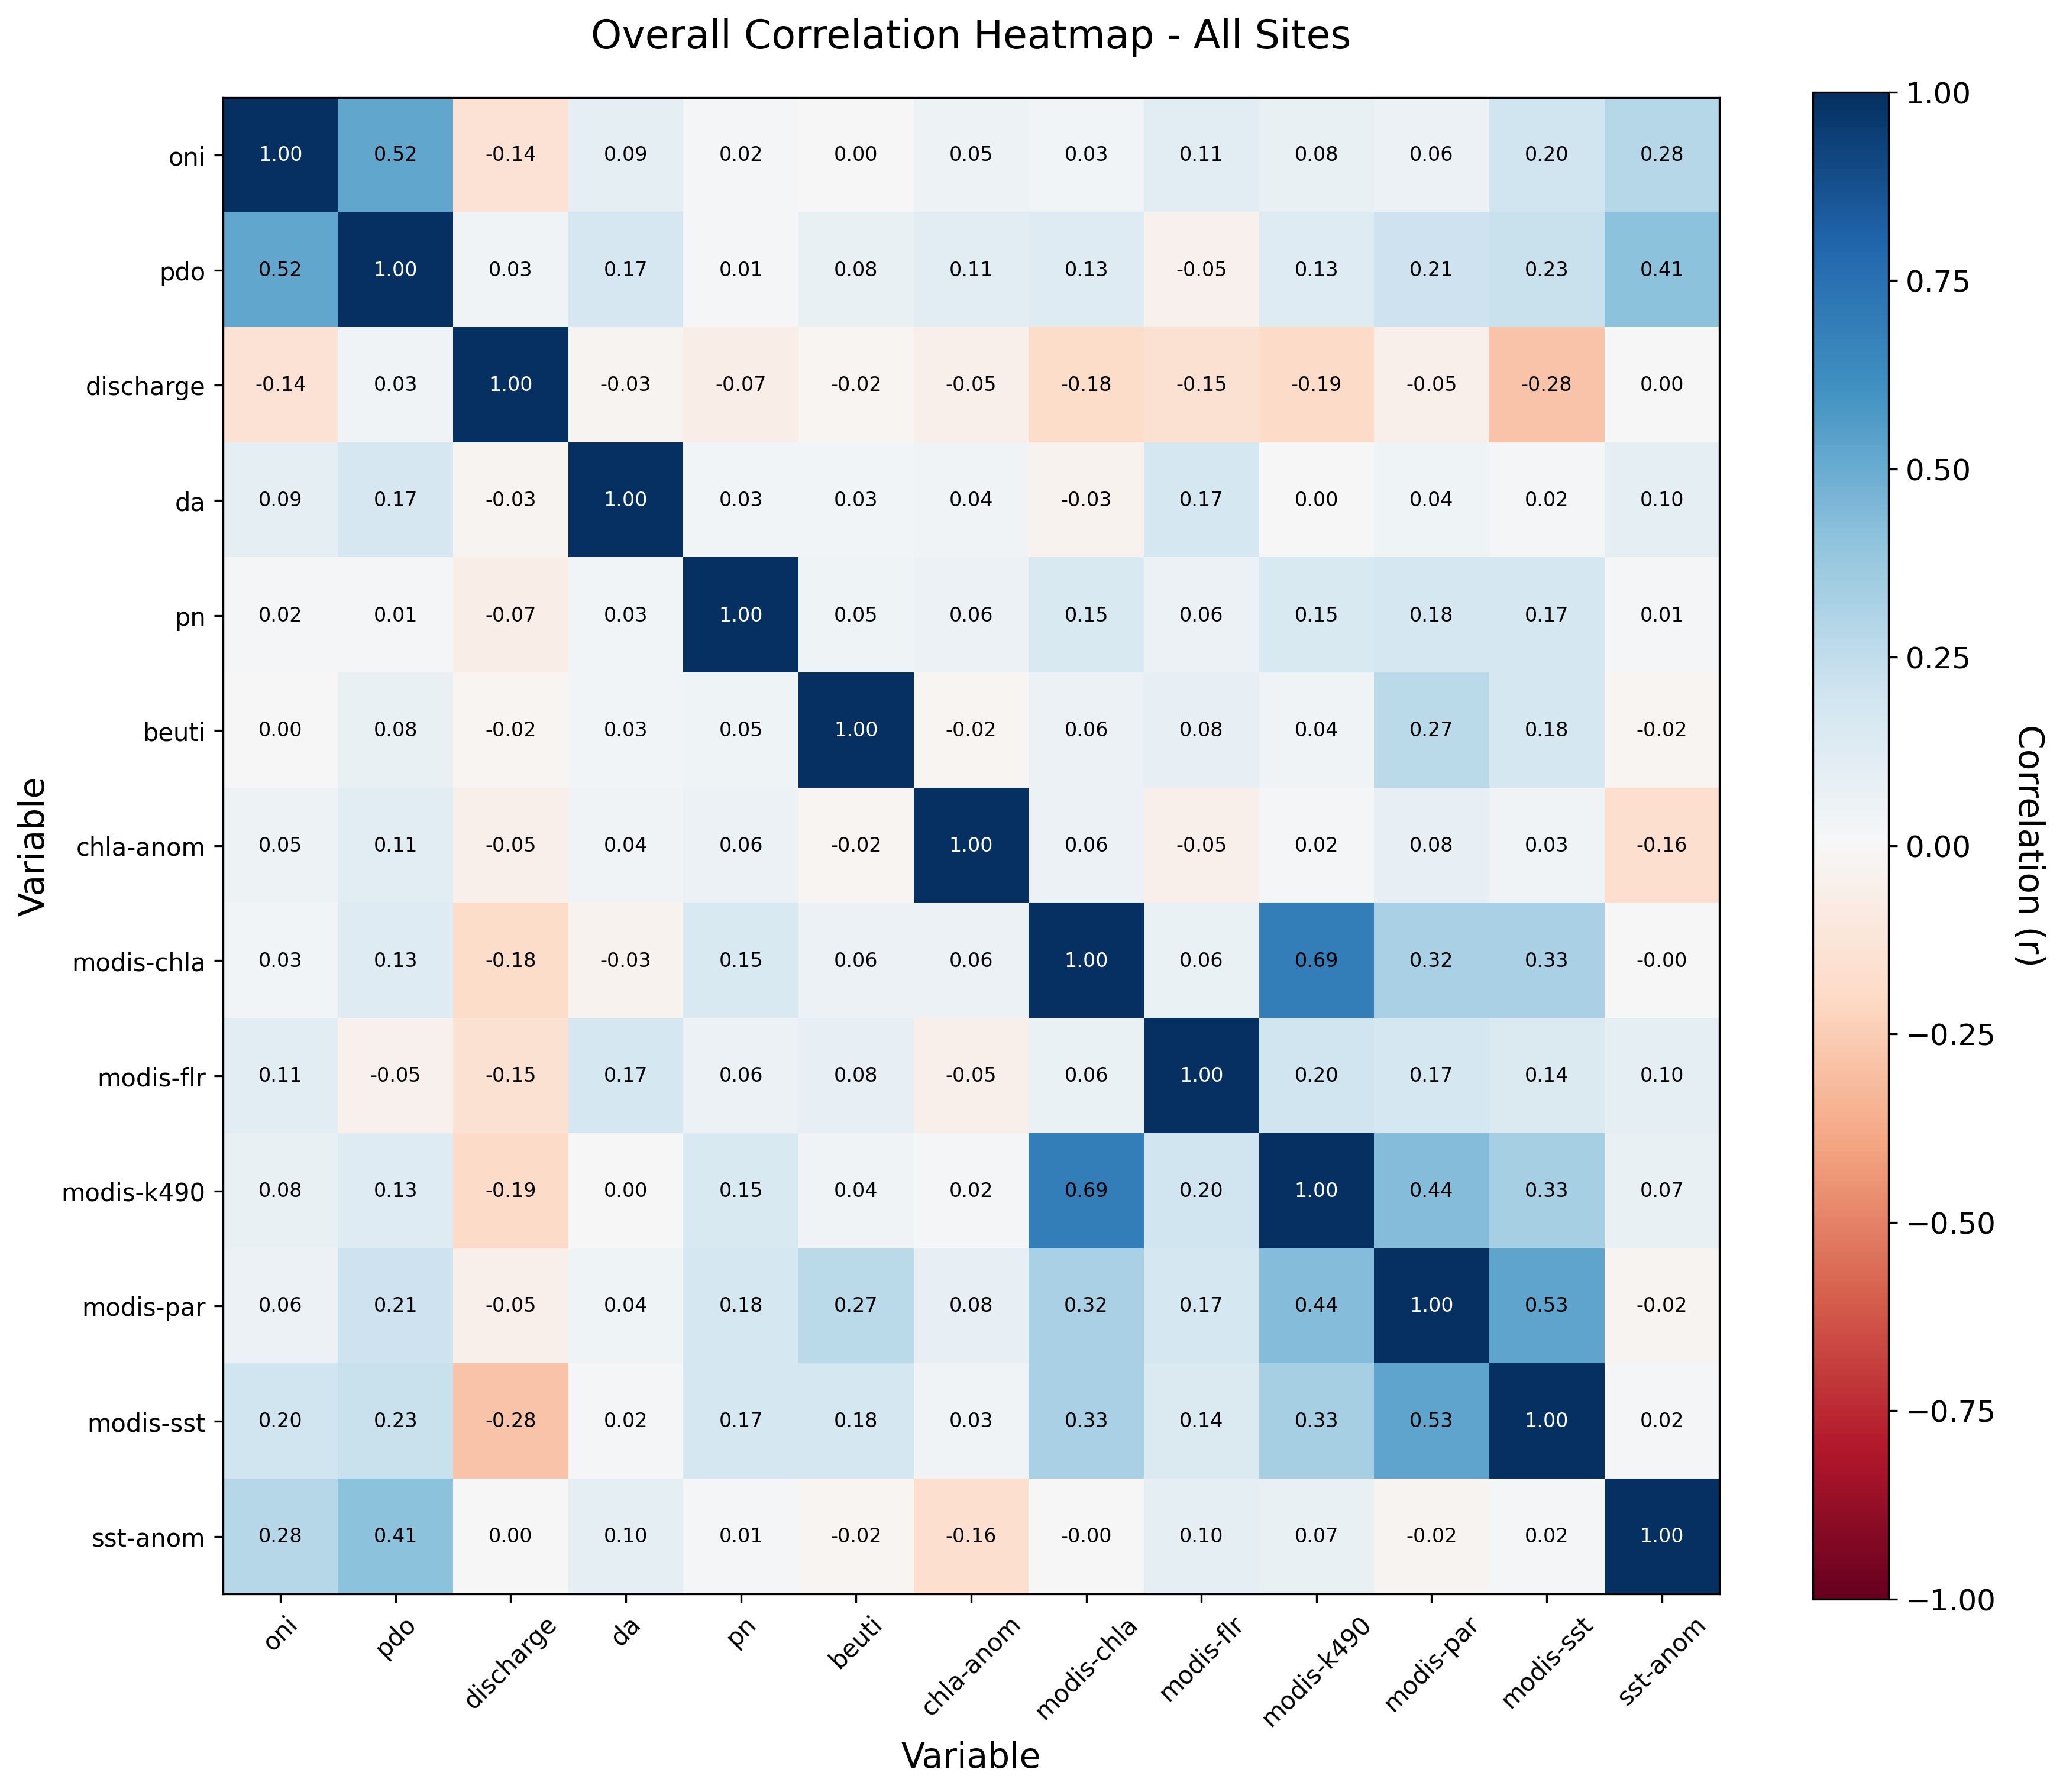 Overall Correlation Heatmap - All Sites
oni 1.00 0.52 -0.14 0.09 0.02 0.00 0.05 0.03 0.11 0.08 0.06 0.20 0.28
pdo 0.52 1.00 0.03 0.17 0.01 0.08 0.11 0.13 -0.05 0.13 0.21 0.23 0.41
discharge -0.14 0.03 1.00 -0.03 -0.07 -0.02 -0.05 -0.18 -0.15 -0.19 -0.05 -0.28 0.00
da 0.09 0.17 -0.03 1.00 0.03 0.03 0.04 -0.03 0.17 0.00 0.04 0.02 0.10
pn 0.02 0.01 -0.07 0.03 1.00 0.05 0.06 0.15 0.06 0.15 0.18 0.17 0.01
beuti 0.00 0.08 -0.02 0.03 0.05 1.00 -0.02 0.06 0.08 0.04 0.27 0.18 -0.02
chla-anom 0.05 0.11 -0.05 0.04 0.06 -0.02 1.00 0.06 -0.05 0.02 0.08 0.03 -0.16
modis-chla 0.03 0.13 -0.18 -0.03 0.15 0.06 0.06 1.00 0.06 0.69 0.32 0.33 -0.00
modis-flr 0.11 -0.05 -0.15 0.17 0.06 0.08 -0.05 0.06 1.00 0.20 0.17 0.14 0.10
modis-k490 0.08 0.13 -0.19 0.00 0.15 0.04 0.02 0.69 0.20 1.00 0.44 0.33 0.07
modis-par 0.06 0.21 -0.05 0.04 0.18 0.27 0.08 0.32 0.17 0.44 1.00 0.53 -0.02
modis-sst 0.20 0.23 -0.28 0.02 0.17 0.18 0.03 0.33 0.14 0.33 0.53 1.00 0.02
sst-anom 0.28 0.41 0.00 0.10 0.01 -0.02 -0.16 -0.00 0.10 0.07 -0.02 0.02 1.00
oni pdo discharge da pn beuti chla-anom modis-chla modis-flr modis-k490 modis-par modis-sst sst-anom
Variable
Variable
1.00
0.75
0.50
0.25
0.00
−0.25
−0.50
−0.75
−1.00
Correlation (r)